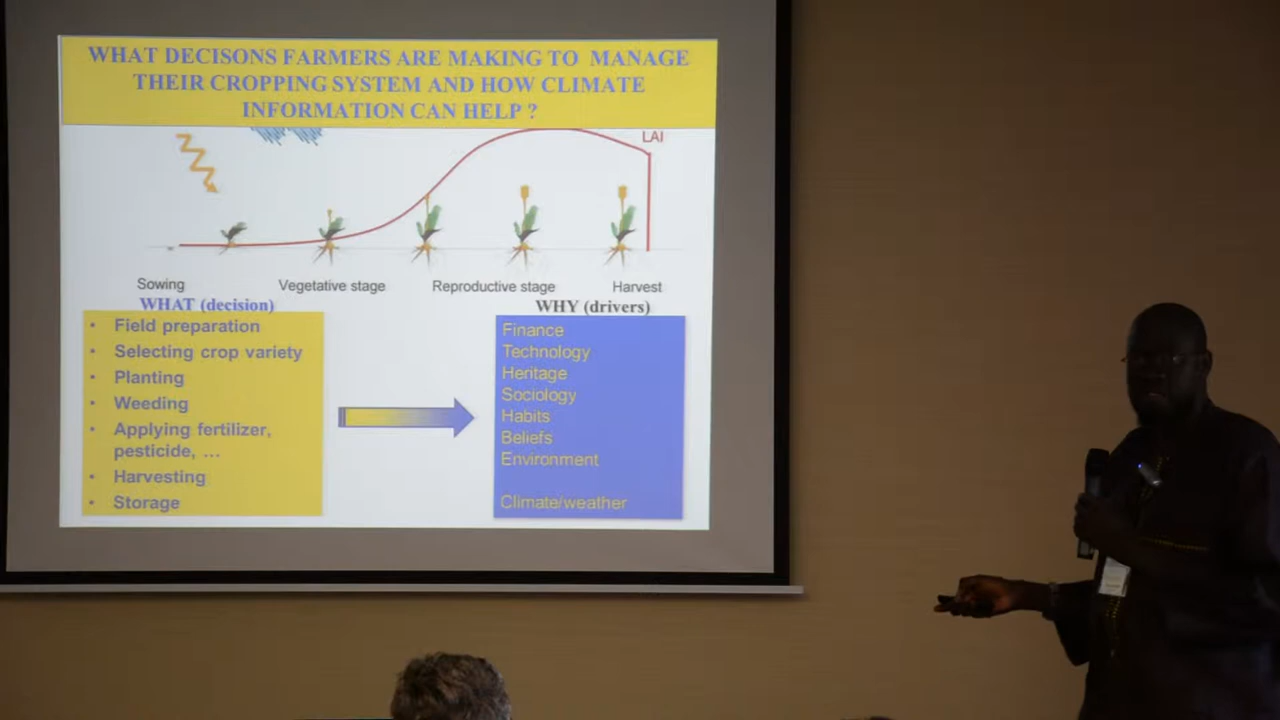 WHAT DECISONS FARMERS ARE MAKING TO MANAGE
THEIR CROPPING SYSTEM AND HOW CLIMATE
INFORMATION CAN HELP ?
LAI
Sowing
Vegetative stage
Reproductive stage
Harvest
WHAT (decision)
• Field preparation
• Selecting crop variety
• Planting
• Weeding
• Applying fertilizer,
pesticide, …
• Harvesting
• Storage
WHY (drivers)
Finance
Technology
Heritage
Sociology
Habits
Beliefs
Environment
Climate/weather